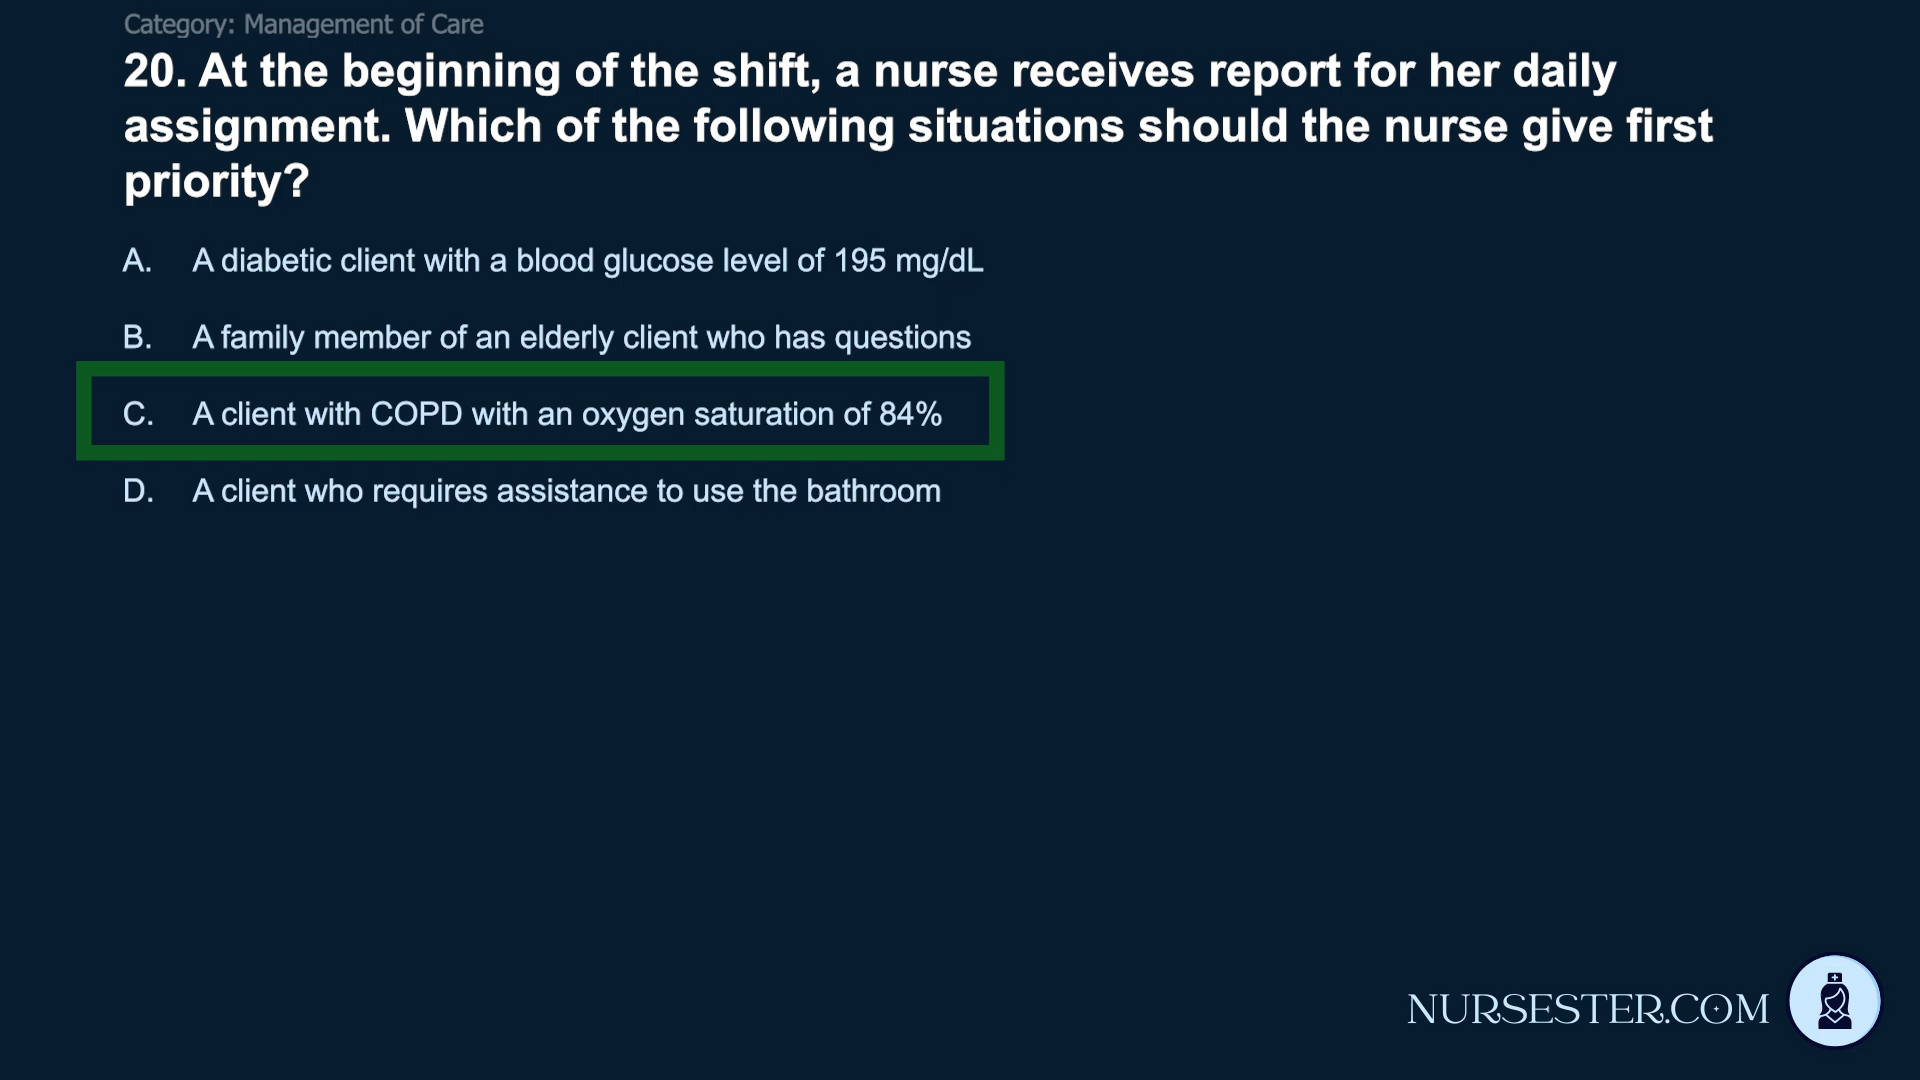 Category: Management of Care
20. At the beginning of the shift, a nurse receives report for her daily
assignment. Which of the following situations should the nurse give first
priority?
A. A diabetic client with a blood glucose level of 195 mg/dL
B. A family member of an elderly client who has questions
C. A client with COPD with an oxygen saturation of 84%
D. A client who requires assistance to use the bathroom
NURSESTER.COM